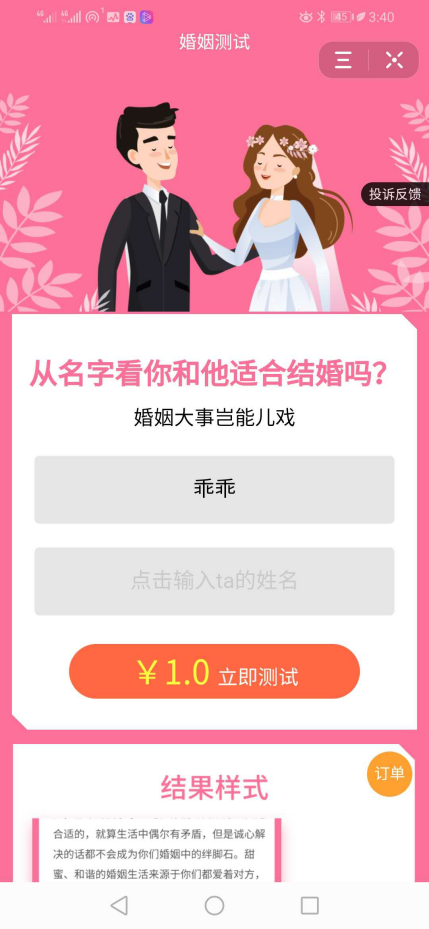 45 3:40
婚姻测试
投诉反馈
从名字看你和他适合结婚吗?
婚姻大事岂能儿戏
乖乖
点击输入ta的姓名
￥1.0 立即测试
订单
结果样式
合适的，就算生活中偶尔有矛盾，但是诚心解
决的话都不会成为你们婚姻中的绊脚石。甜
蜜、和谐的婚姻生活来源于你们都爱着对方，